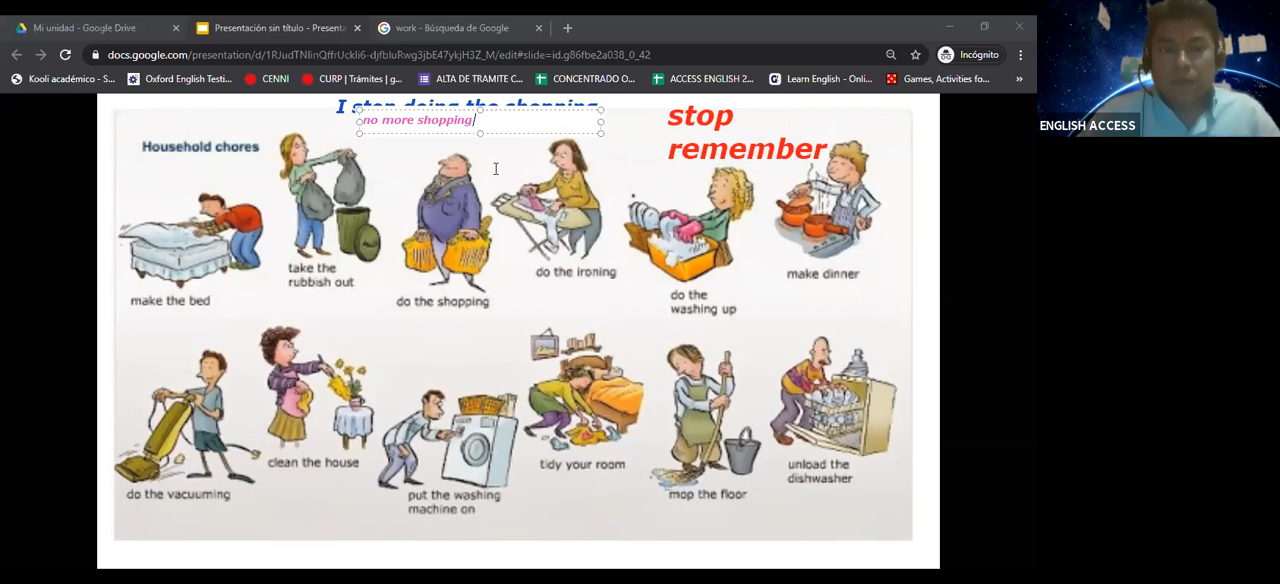 Mi unidad - Google Drive
Presentación sin título - Presenta
work - Búsqueda de Google
docs.google.com/presentation/d/1RJudTNlinQffrUckli6-djfbluRwg3jbE47ykjH3Z_M/edit#slide=id.g86fbe2a038_0_42
Incógnito
Kooli académico - S...
Oxford English Testi...
CENNI
CURP | Trámites | g...
ALTA DE TRAMITE C...
CONCENTRADO O...
ACCESS ENGLISH 2...
Learn English - Onli...
Games, Activities fo...
»
I stop doing the shopping
no more shopping
stop
remember
ENGLISH ACCESS
Household chores
make the bed
take the
rubbish out
do the shopping
do the ironing
do the
washing up
make dinner
do the vacuuming
clean the house
put the washing
machine on
tidy your room
mop the floor
unload the
dishwasher